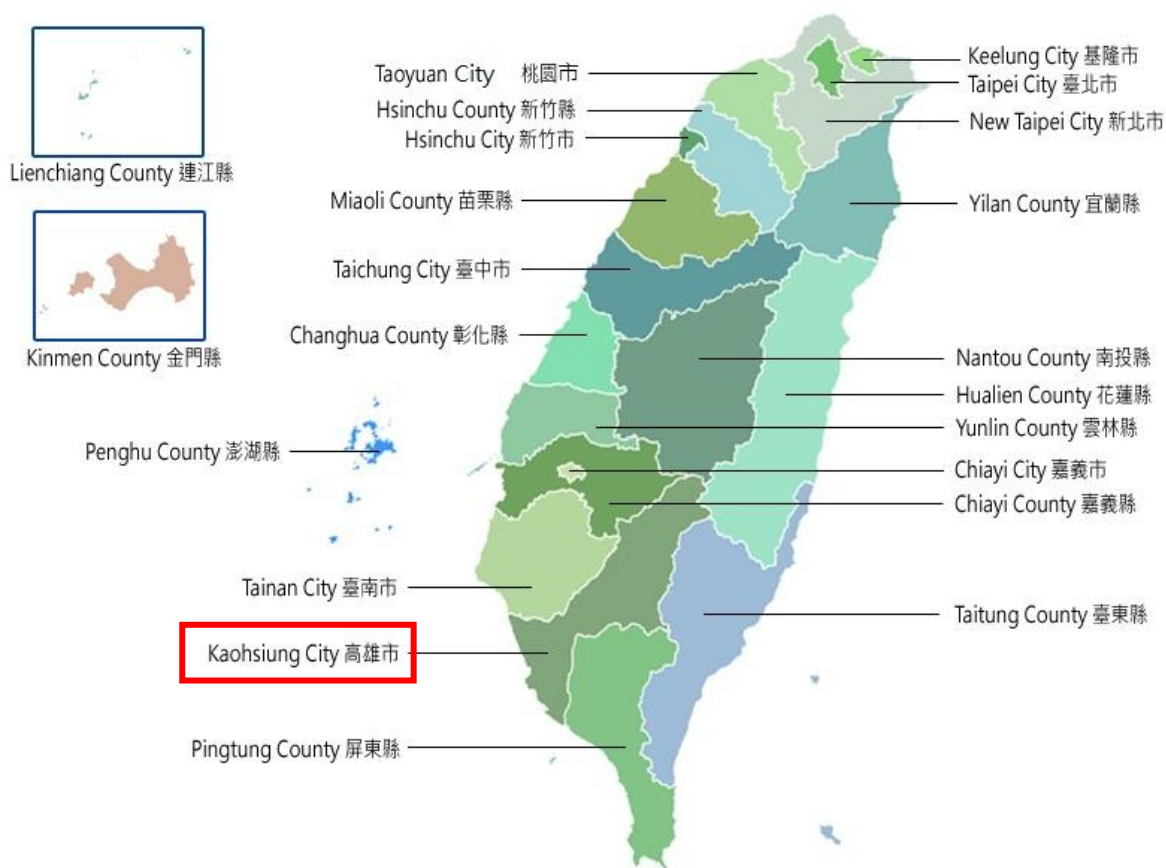 Lienchiang County 連江縣
Kinmen County 金門縣
Taoyuan City 桃園市
Hsinchu County 新竹縣
Hsinchu City 新竹市
Miaoli County 苗栗縣
Taichung City 臺中市
Changhua County 彰化縣
Penghu County 澎湖縣
Tainan City 臺南市
Kaohsiung City 高雄市
Pingtung County 屏東縣
Keelung City 基隆市
Taipei City 臺北市
New Taipei City 新北市
Yilan County 宜蘭縣
Nantou County 南投縣
Hualien County 花蓮縣
Yunlin County 雲林縣
Chiayi City 嘉義市
Chiayi County 嘉義縣
Taitung County 臺東縣